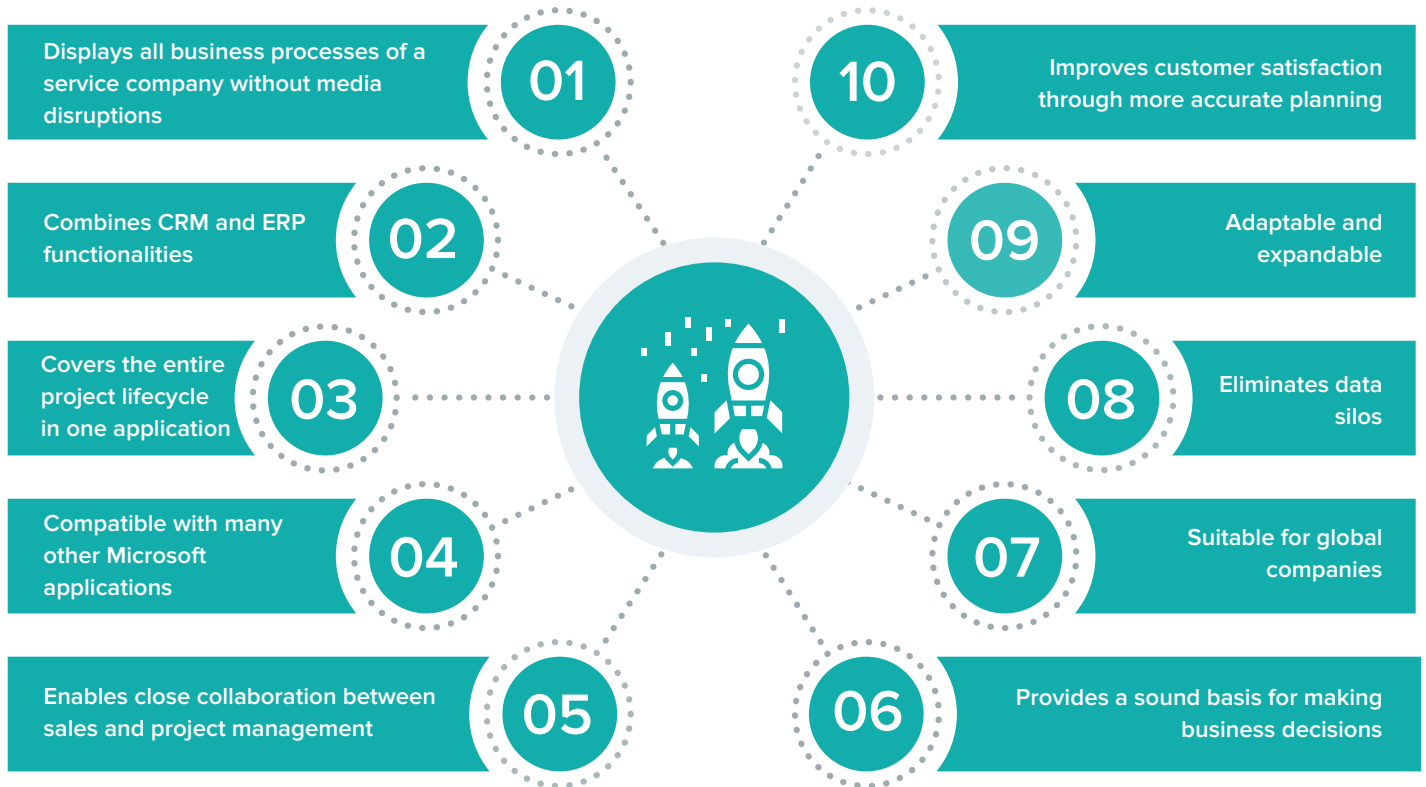 01
Displays all business processes of a
service company without media
disruptions
02
Combines CRM and ERP
functionalities
03
Covers the entire
project lifecycle
in one application
04
Compatible with many
other Microsoft
applications
05
Enables close collaboration between
sales and project management
06
Provides a sound basis for making
business decisions
07
Suitable for global
companies
08
Eliminates data
silos
09
Adaptable and
expandable
10
Improves customer satisfaction
through more accurate planning